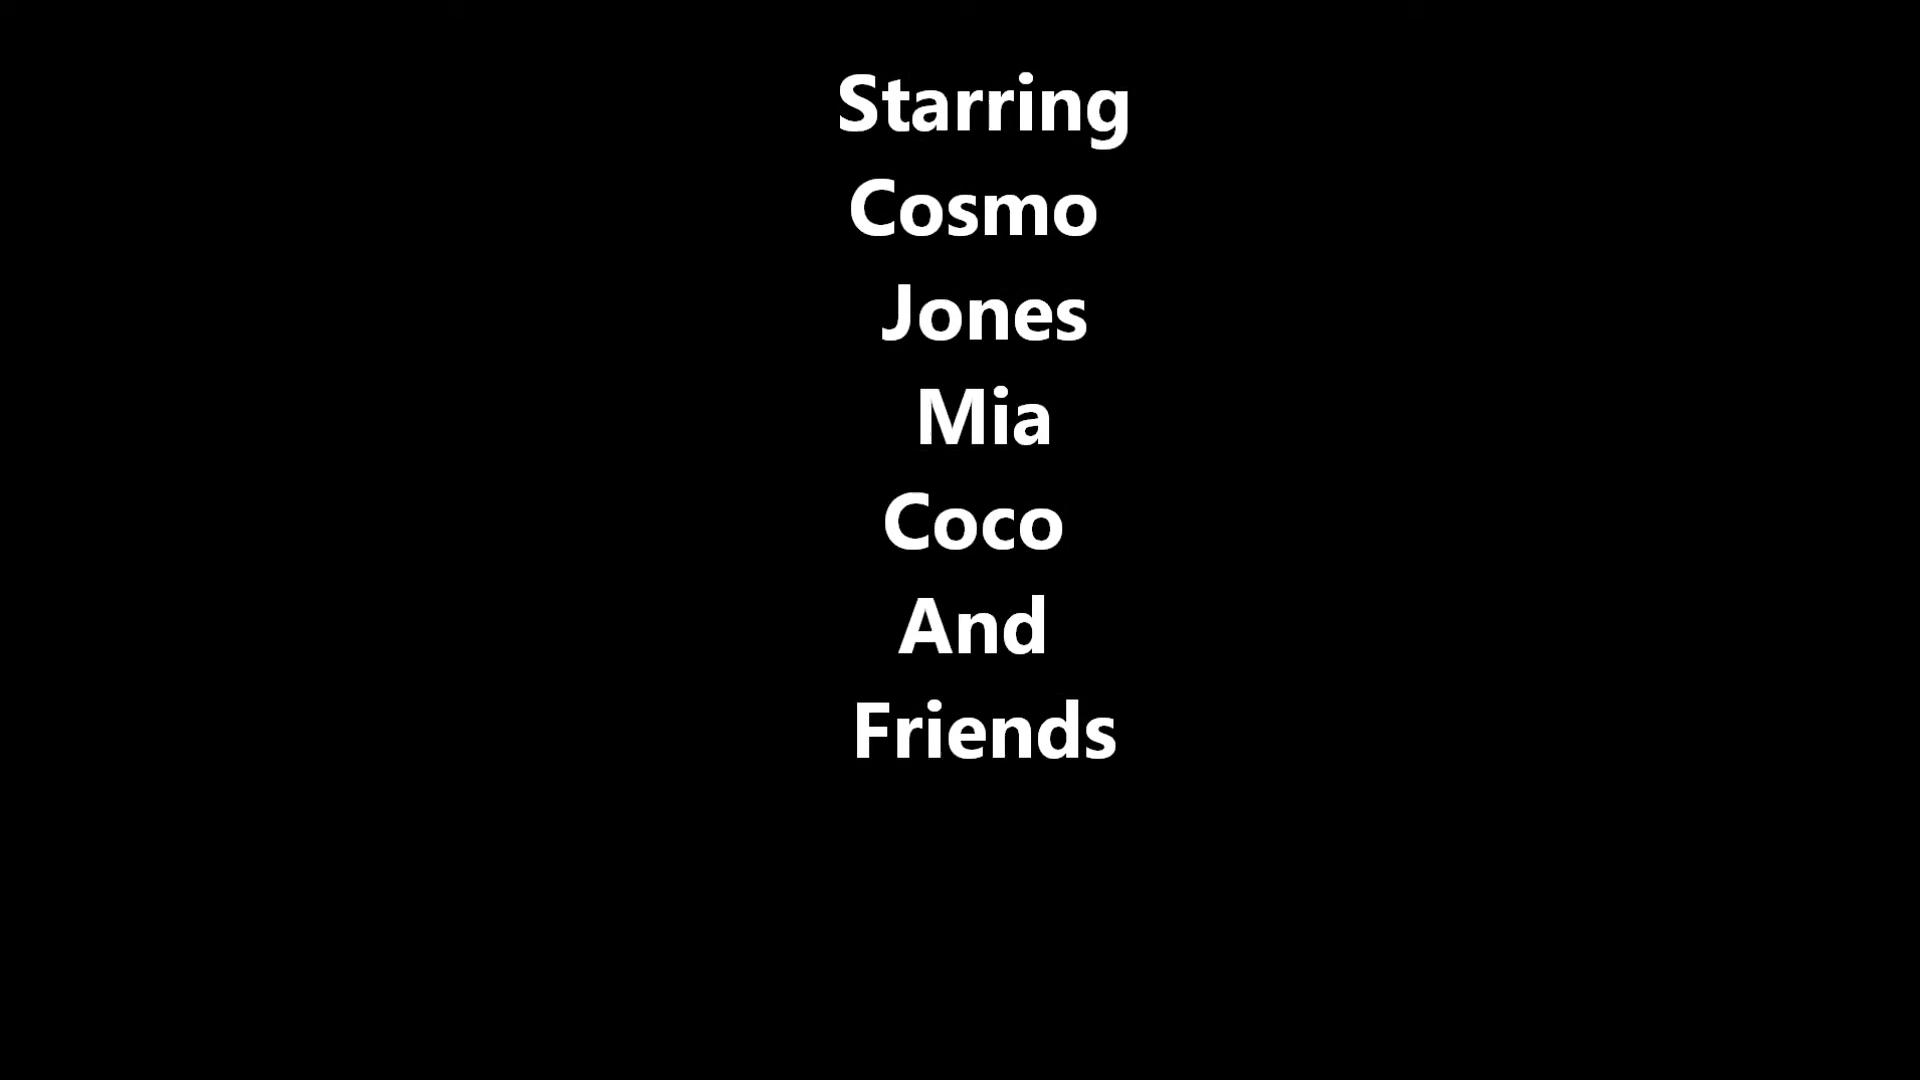 Starring
Cosmo
Jones
Mia
Coco
And
Friends